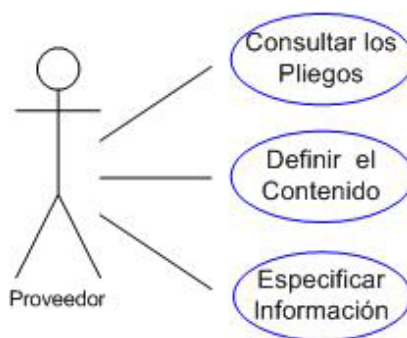 Consultar los
Pliegos
Definir el
Contenido
Especificar
Información
Proveedor